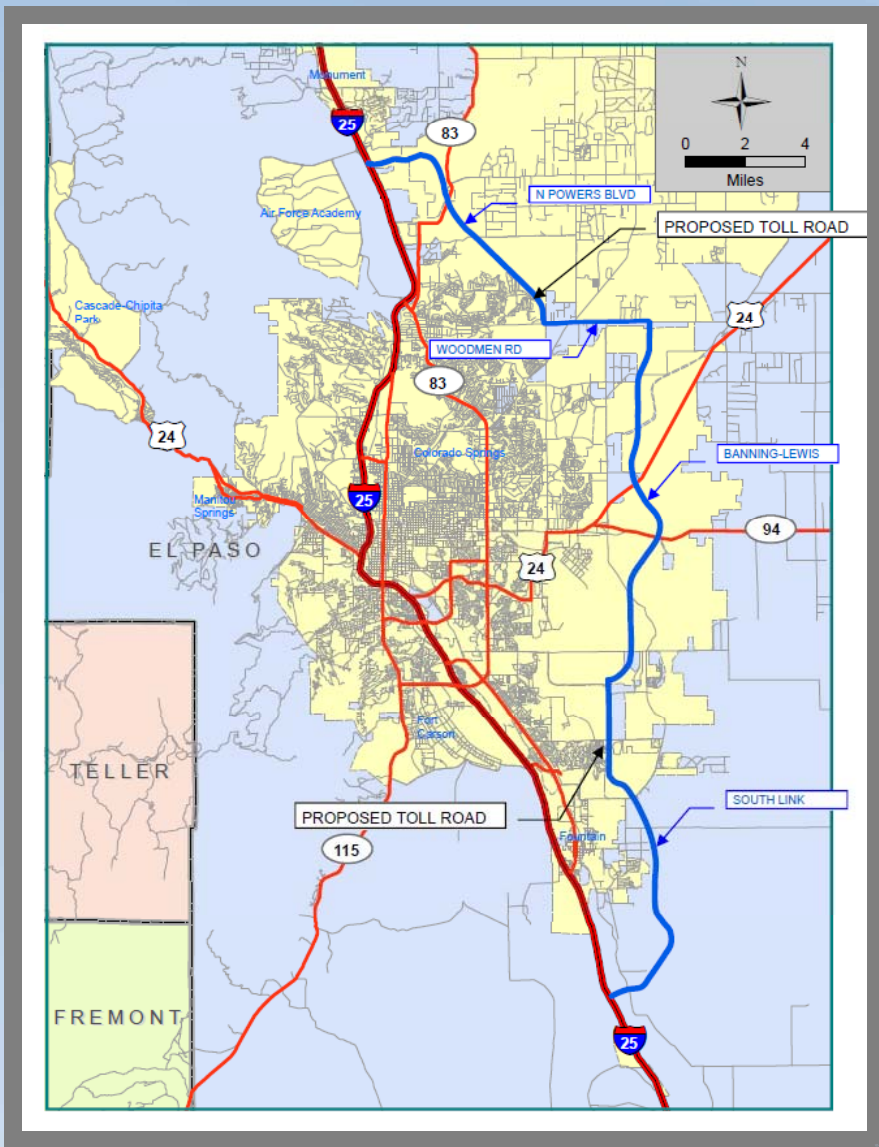 Monument
25
83
N
0 2 4
Miles
N POWERS BLVD
Air Force Academy
PROPOSED TOLL ROAD
Cascade-Chipita
Park
24
WOODMEN RD
83
24
Colorado Springs
BANNING-LEWIS
25
Manitou
Springs
94
EL PASO
24
Fort
Carson
TELLER
SOUTH LINK
PROPOSED TOLL ROAD
Fountain
115
FREMONT
25